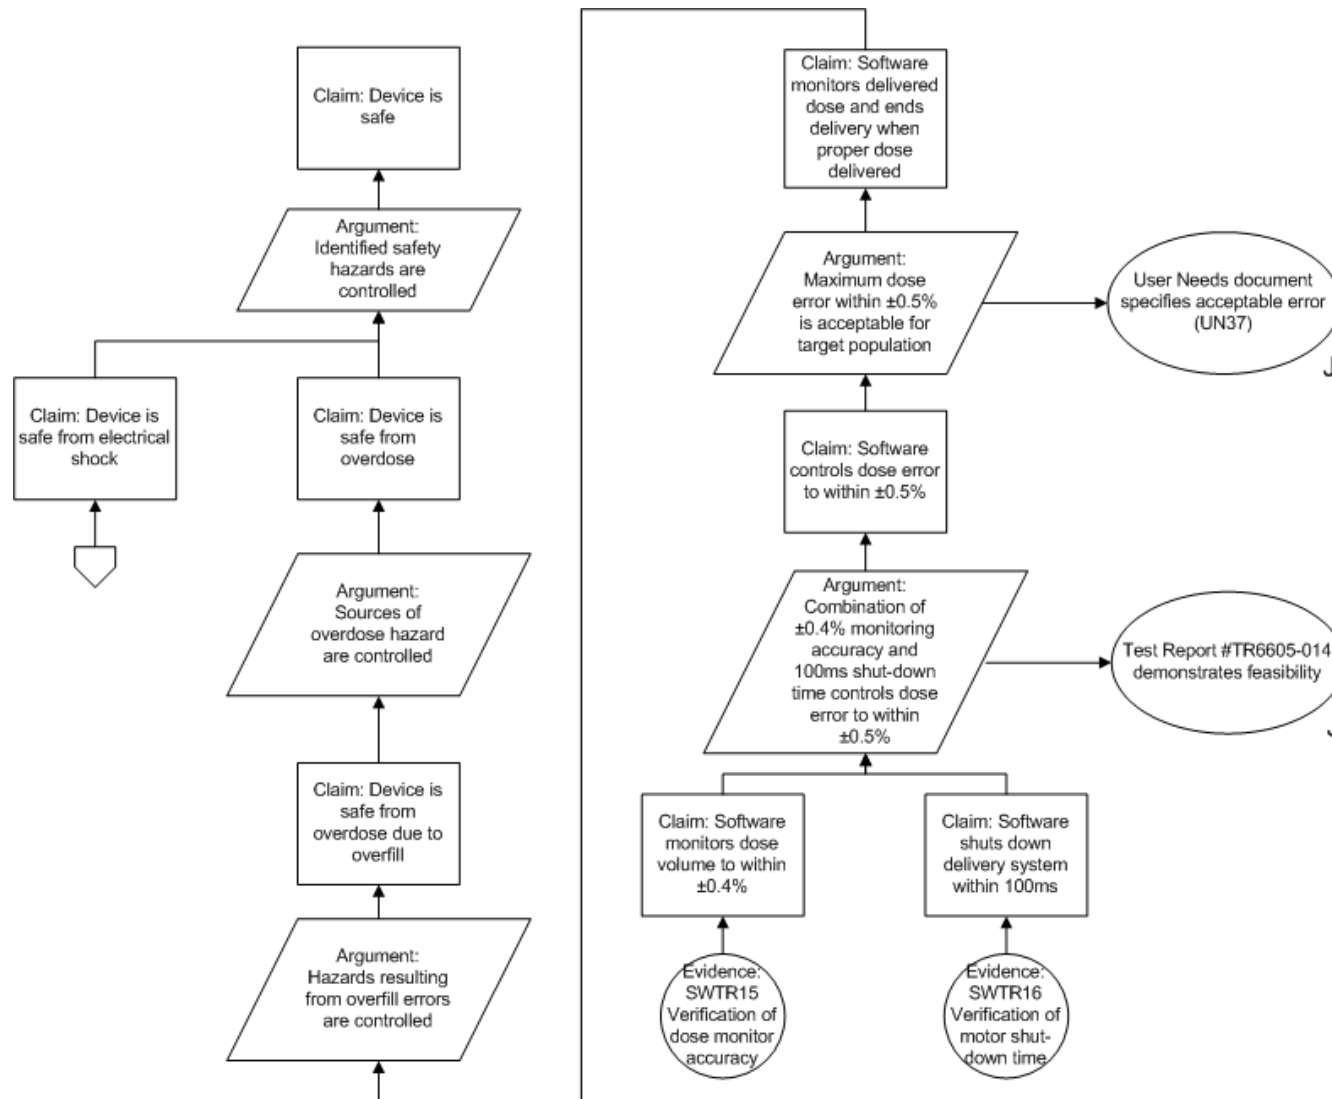 Claim: Device is
safe
Argument:
Identified safety
hazards are
controlled
Claim: Device is
safe from electrical
shock
Claim: Device is
safe from
overdose
Argument:
Sources of
overdose hazard
are controlled
Claim: Device is
safe from
overdose due to
overfill
Argument:
Hazards resulting
from overfill errors
are controlled
Claim: Software
monitors delivered
dose and ends
delivery when
proper dose
delivered
Argument:
Maximum dose
error within ±0.5%
is acceptable for
target population
User Needs document
specifies acceptable error
(UN37)
J
Claim: Software
controls dose error
to within ±0.5%
Argument:
Combination of
±0.4% monitoring
accuracy and
100ms shut-down
time controls dose
error to within
±0.5%
Test Report #TR6605-014
demonstrates feasibility
J
Claim: Software
monitors dose
volume to within
±0.4%
Claim: Software
shuts down
delivery system
within 100ms
Evidence:
SWTR15
Verification of
dose monitor
accuracy
Evidence:
SWTR16
Verification of
motor shut-
down time